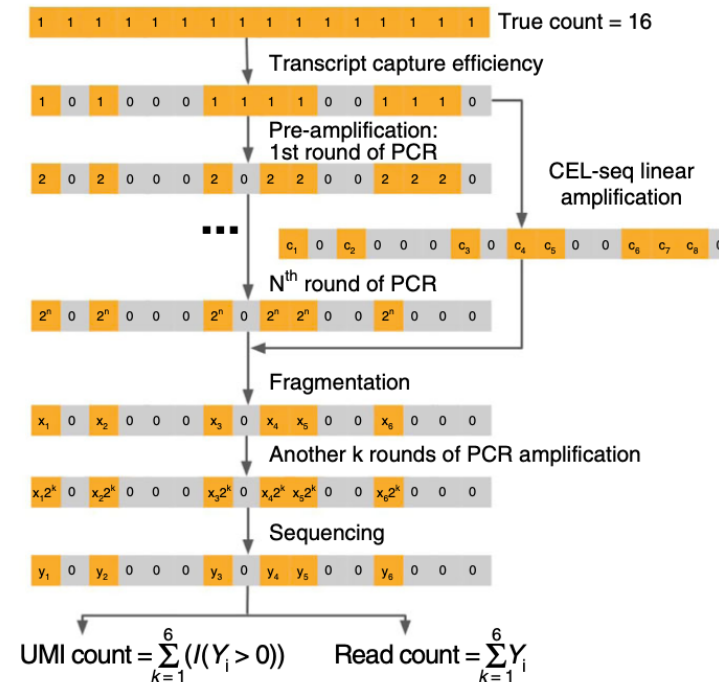 1 1 1 1 1 1 1 1 1 1 1 1 1 1 1 1 True count = 16
Transcript capture efficiency
1 0 1 0 0 0 1 1 1 1 0 0 1 1 1 0
Pre-amplification:
1st round of PCR
2 0 2 0 0 0 2 0 2 2 0 0 2 2 2 0
CEL-seq linear
amplification
...
c₁ 0 c₂ 0 0 0 c₃ 0 c₄ c₅ 0 0 c₆ c₇ c₈ 0
Nᵗʰ round of PCR
2ⁿ 0 2ⁿ 0 0 0 2ⁿ 0 2ⁿ 2ⁿ 0 0 2ⁿ 0 0 0
Fragmentation
x₁ 0 x₂ 0 0 0 x₃ 0 x₄ x₅ 0 0 x₆ 0 0 0
Another k rounds of PCR amplification
x₁2ᵏ 0 x₂2ᵏ 0 0 0 x₃2ᵏ 0 x₄2ᵏ x₅2ᵏ 0 0 x₆2ᵏ 0 0 0
Sequencing
y₁ 0 y₂ 0 0 0 y₃ 0 y₄ y₅ 0 0 y₆ 0 0 0
UMI count = 6 Σ k = 1 (I(Yᵢ > 0)) Read count = 6 Σ k = 1 Yᵢ